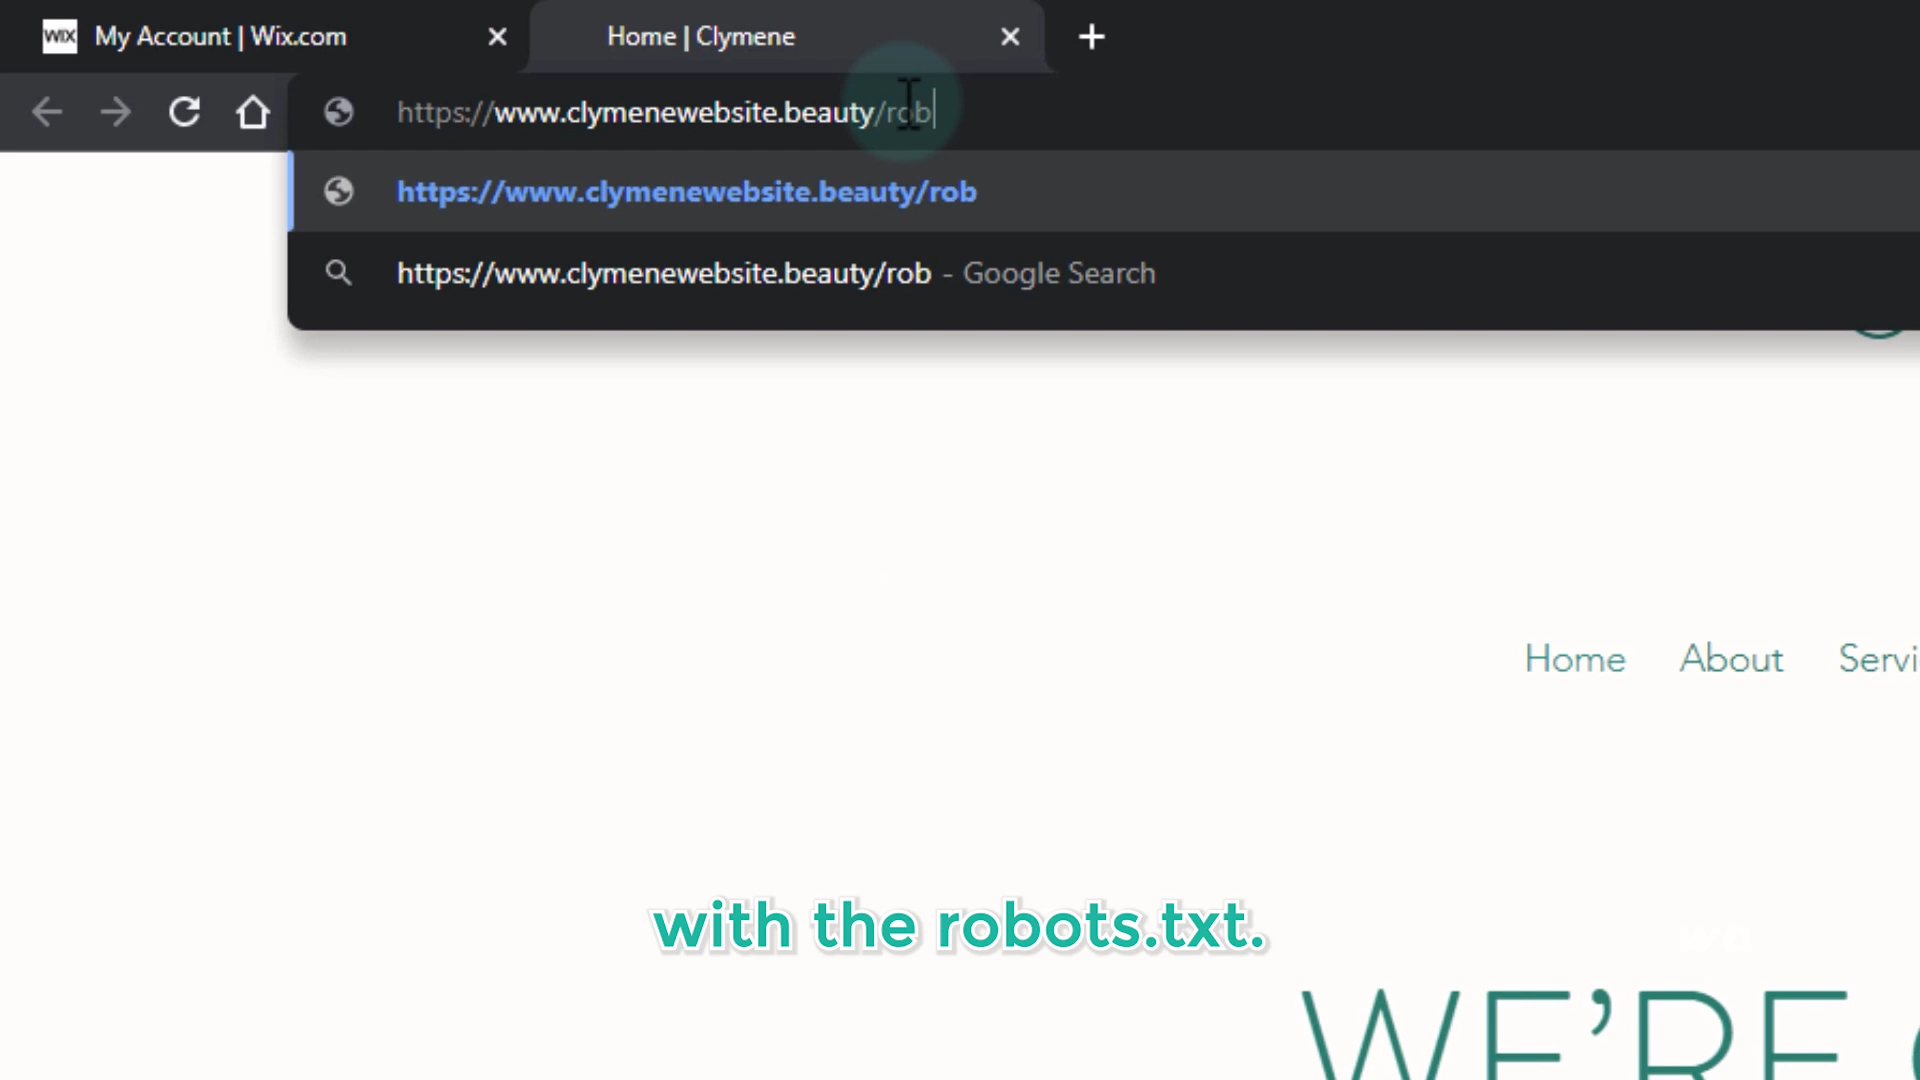 WIX My Account | Wix.com
Home | Clymene
https://www.clymenewebsite.beauty/rob
https://www.clymenewebsite.beauty/rob
https://www.clymenewebsite.beauty/rob - Google Search
Home About Servi
with the robots.txt.
WE'RE